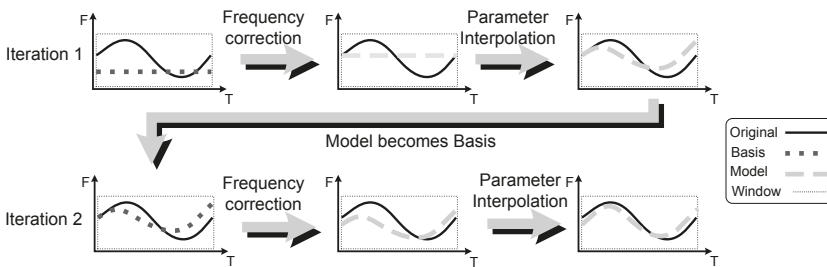 Frequency
correction
Parameter
Interpolation
Iteration 1
F
T
F
T
F
T
Model becomes Basis
Original
Basis
Model
Window
Frequency
correction
Parameter
Interpolation
Iteration 2
F
T
F
T
F
T